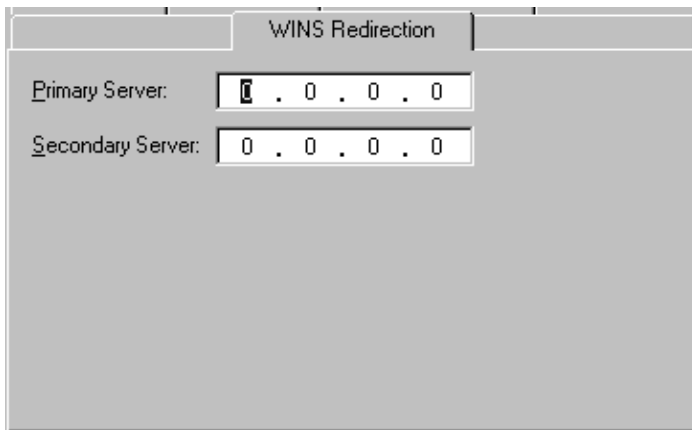 WINS Redirection
Primary Server: 0 . 0 . 0 . 0
Secondary Server: 0 . 0 . 0 . 0